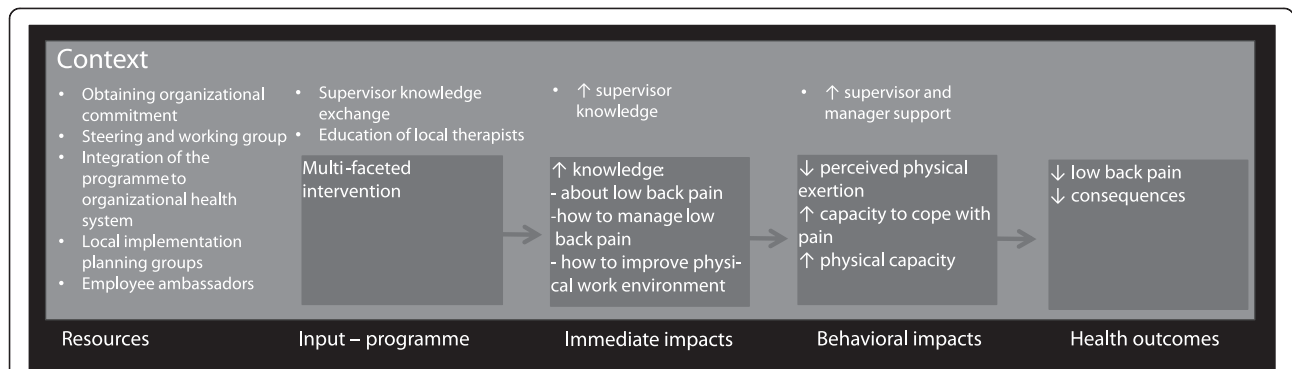 Context
• Obtaining organizational
commitment
• Steering and working group
• Integration of the
programme to
organizational health
system
• Local implementation
planning groups
• Employee ambassadors
Resources
• Supervisor knowledge
exchange
• Education of local therapists
Multi-faceted
intervention
Input – programme
• ↑ supervisor
knowledge
↑ knowledge:
- about low back pain
-how to manage low
back pain
- how to improve physi-
cal work environment
Immediate impacts
• ↑ supervisor and
manager support
↓ perceived physical
exertion
↑ capacity to cope with
pain
↑ physical capacity
Behavioral impacts
↓ low back pain
↓ consequences
Health outcomes